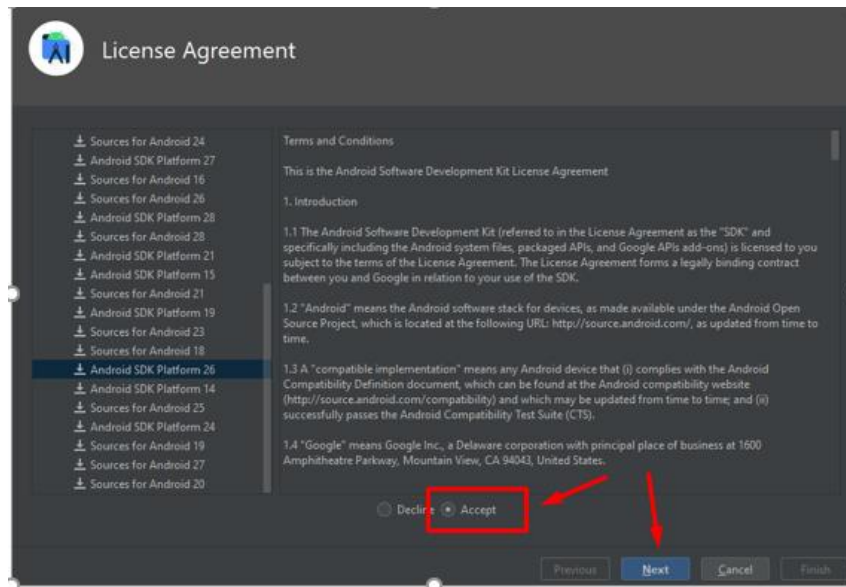 License Agreement
Sources for Android 24
Android SDK Platform 27
Sources for Android 16
Sources for Android 26
Android SDK Platform 28
Sources for Android 28
Android SDK Platform 21
Android SDK Platform 15
Sources for Android 21
Android SDK Platform 19
Sources for Android 23
Sources for Android 18
Android SDK Platform 26
Android SDK Platform 14
Sources for Android 25
Android SDK Platform 24
Sources for Android 19
Sources for Android 27
Sources for Android 20
Terms and Conditions
This is the Android Software Development Kit License Agreement
1. Introduction
1.1 The Android Software Development Kit (referred to in the License Agreement as the "SDK" and
specifically including the Android system files, packaged APIs, and Google APIs add-ons) is licensed to you
subject to the terms of the License Agreement. The License Agreement forms a legally binding contract
between you and Google in relation to your use of the SDK.
1.2 "Android" means the Android software stack for devices, as made available under the Android Open
Source Project, which is located at the following URL: http://source.android.com/, as updated from time to
time.
1.3 A "compatible implementation" means any Android device that (i) complies with the Android
Compatibility Definition document, which can be found at the Android compatibility website
(http://source.android.com/compatibility) and which may be updated from time to time; and (ii)
successfully passes the Android Compatibility Test Suite (CTS).
1.4 "Google" means Google Inc., a Delaware corporation with principal place of business at 1600
Amphitheatre Parkway, Mountain View, CA 94043, United States.
Decline Accept
Previous Next Cancel Finish